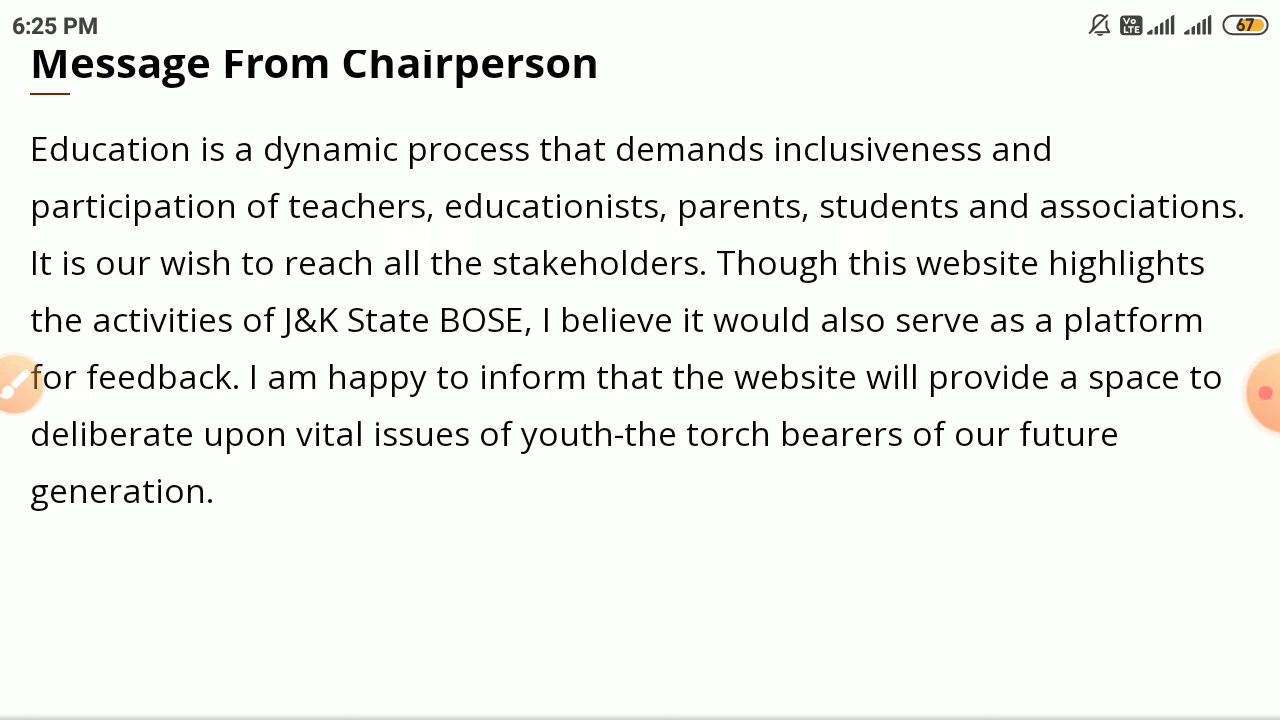 6:25 PM
Vo LTE
67
Message From Chairperson
Education is a dynamic process that demands inclusiveness and
participation of teachers, educationists, parents, students and associations.
It is our wish to reach all the stakeholders. Though this website highlights
the activities of J&K State BOSE, I believe it would also serve as a platform
for feedback. I am happy to inform that the website will provide a space to
deliberate upon vital issues of youth-the torch bearers of our future
generation.